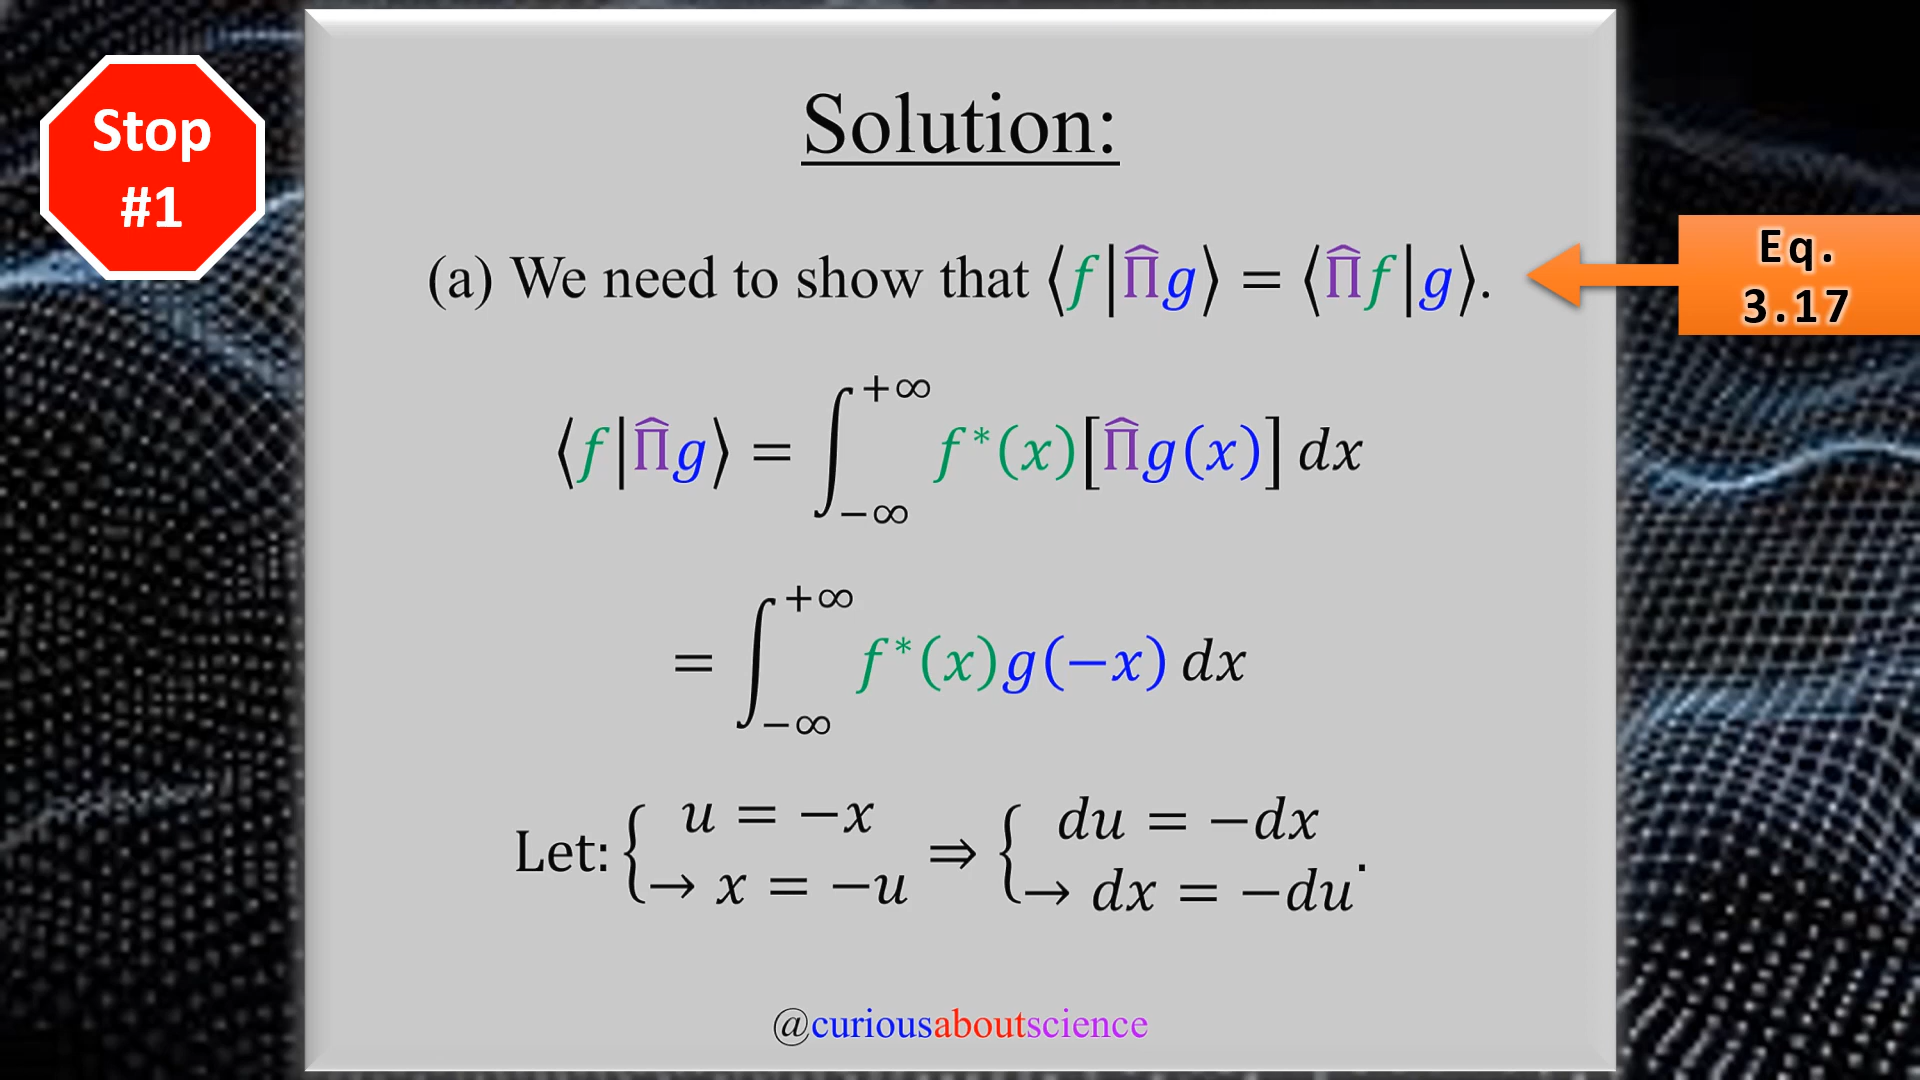 Stop
#1
Solution:
(a) We need to show that ⟨f|Π̂g⟩ = ⟨Π̂f|g⟩.
Eq.
3.17
⟨f|Π̂g⟩ = ∫_{−∞}^{+∞} f*(x)[Π̂g(x)] dx
= ∫_{−∞}^{+∞} f*(x)g(−x) dx
Let: { u = −x ⇒ { du = −dx
→ x = −u → dx = −du.
@curiousaboutscience